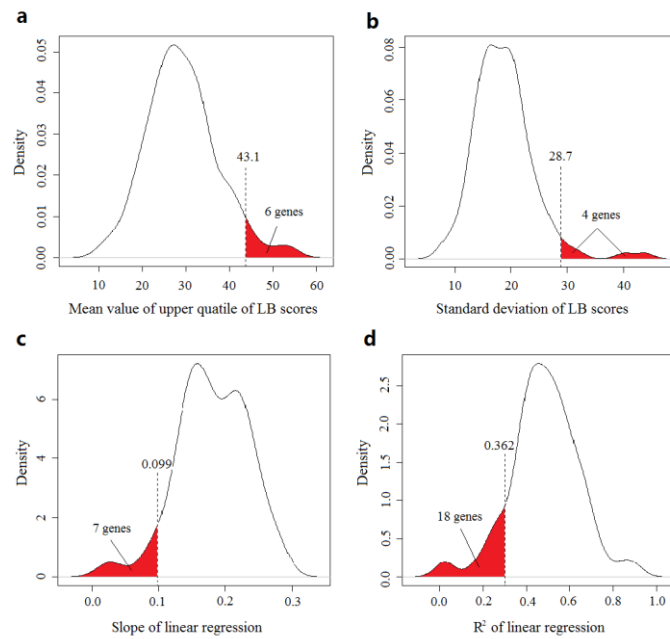 a
0.05
0.04
0.03
0.02
0.01
0.00
Density
43.1
6 genes
10 20 30 40 50 60
Mean value of upper quatile of LB scores
b
0.08
0.04
0.02
0.00
Density
28.7
4 genes
10 20 30 40
Standard deviation of LB scores
c
6
4
2
0
Density
0.099
7 genes
0.0 0.1 0.2 0.3
Slope of linear regression
d
2.5
2.0
1.5
1.0
0.5
0.0
Density
0.362
18 genes
0.0 0.2 0.4 0.6 0.8 1.0
R² of linear regression